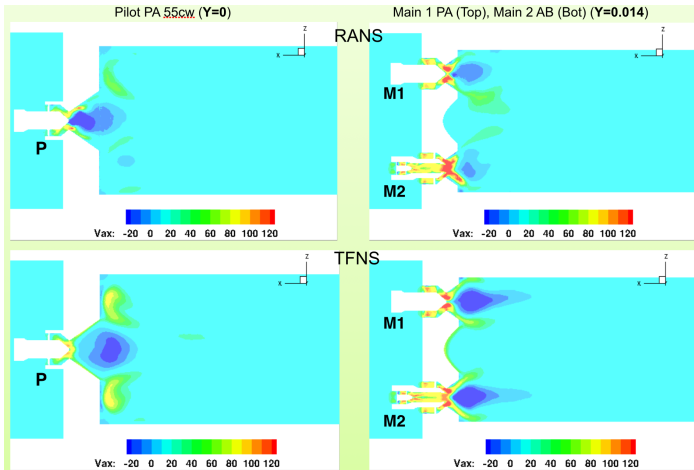 Pilot PA 55cw (Y=0)
Main 1 PA (Top), Main 2 AB (Bot) (Y=0.014)
RANS
z
x
P
Vax: -20 0 20 40 60 80 100 120
z
x
M1
M2
Vax: -20 0 20 40 60 80 100 120
TFNS
z
x
P
Vax: -20 0 20 40 60 80 100 120
z
x
M1
M2
Vax: -20 0 20 40 60 80 100 120